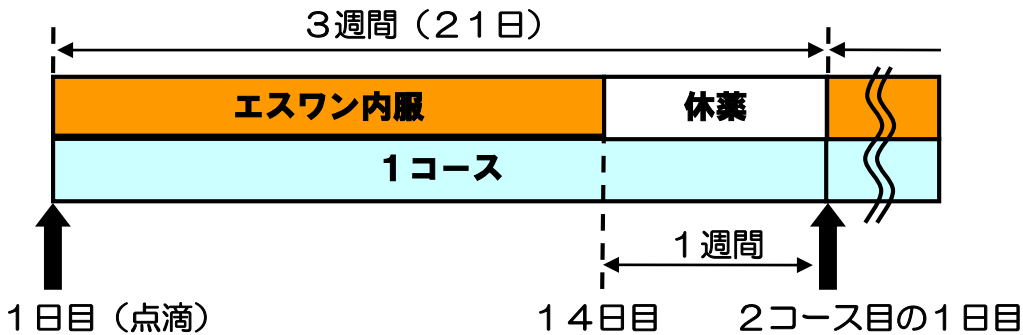 ３週間（２１日）
エスワン内服
休薬
１コース
１週間
１日目（点滴）
１４日目
２コース目の１日目